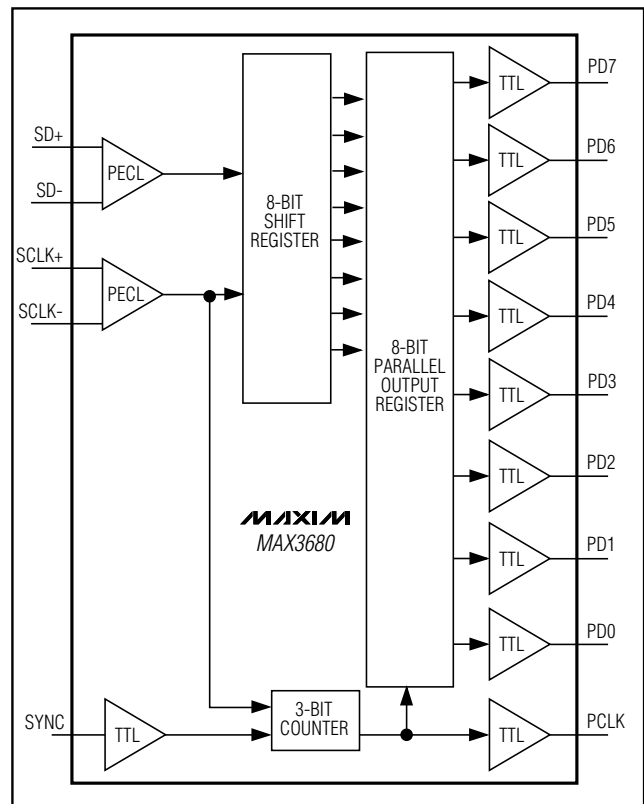 SD+
SD-
SCLK+
SCLK-
SYNC
PECL
PECL
TTL
8-BIT
SHIFT
REGISTER
8-BIT
PARALLEL
OUTPUT
REGISTER
3-BIT
COUNTER
MAXIM
MAX3680
TTL
PD7
TTL
PD6
TTL
PD5
TTL
PD4
TTL
PD3
TTL
PD2
TTL
PD1
TTL
PD0
TTL
PCLK